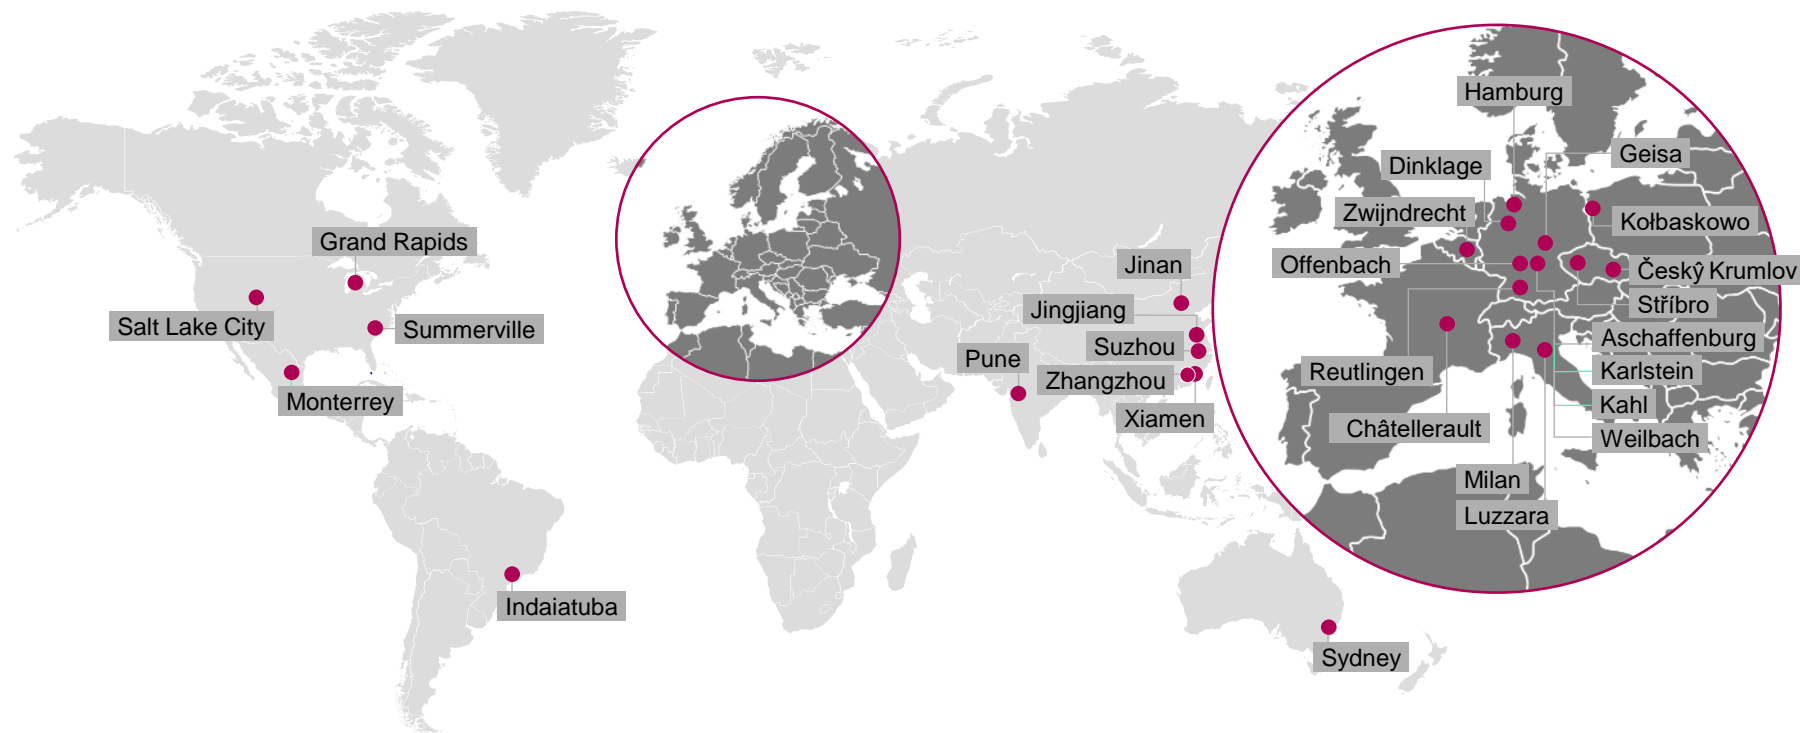 Hamburg
Geisa
Dinklage
Zwijndrecht
Kołbaskowo
Grand Rapids
Jinan
Offenbach
Český Krumlov
Stříbro
Jingjiang
Salt Lake City
Summerville
Suzhou
Aschaffenburg
Pune
Zhangzhou
Reutlingen
Karlstein
Monterrey
Xiamen
Kahl
Châtellerault
Weilbach
Milan
Luzzara
Indaiatuba
Sydney